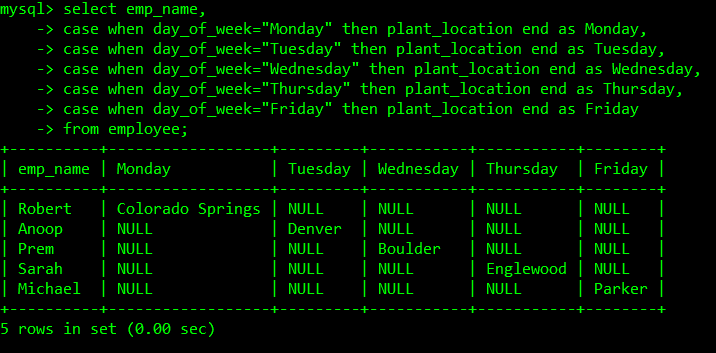 mysql> select emp_name,
    -> case when day_of_week="Monday" then plant_location end as Monday,
    -> case when day_of_week="Tuesday" then plant_location end as Tuesday,
    -> case when day_of_week="Wednesday" then plant_location end as Wednesday,
    -> case when day_of_week="Thursday" then plant_location end as Thursday,
    -> case when day_of_week="Friday" then plant_location end as Friday
    -> from employee;
+----------+------------------+---------+-----------+-----------+--------+
| emp_name | Monday           | Tuesday | Wednesday | Thursday  | Friday |
+----------+------------------+---------+-----------+-----------+--------+
| Robert   | Colorado Springs | NULL    | NULL      | NULL      | NULL   |
| Anoop    | NULL             | Denver  | NULL      | NULL      | NULL   |
| Prem     | NULL             | NULL    | Boulder   | NULL      | NULL   |
| Sarah    | NULL             | NULL    | NULL      | Englewood | NULL   |
| Michael  | NULL             | NULL    | NULL      | NULL      | Parker |
+----------+------------------+---------+-----------+-----------+--------+
5 rows in set (0.00 sec)